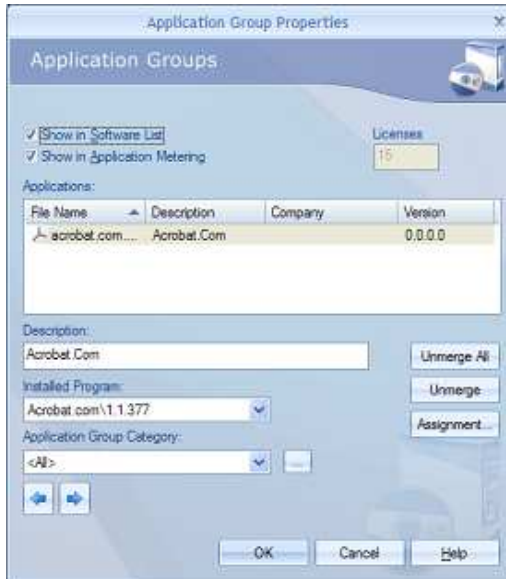 Application Group Properties
Application Groups
Show in Software List
Show in Application Metering
Licenses
15
Applications:
File Name Description Company Version
acrobat.com.... Acrobat.Com 0.0.0.0
Description:
Acrobat.Com
Unmerge All
Installed Program:
Unmerge
Acrobat.com\1.1.377
Assignment...
Application Group Category:
<All>
...
OK Cancel Help